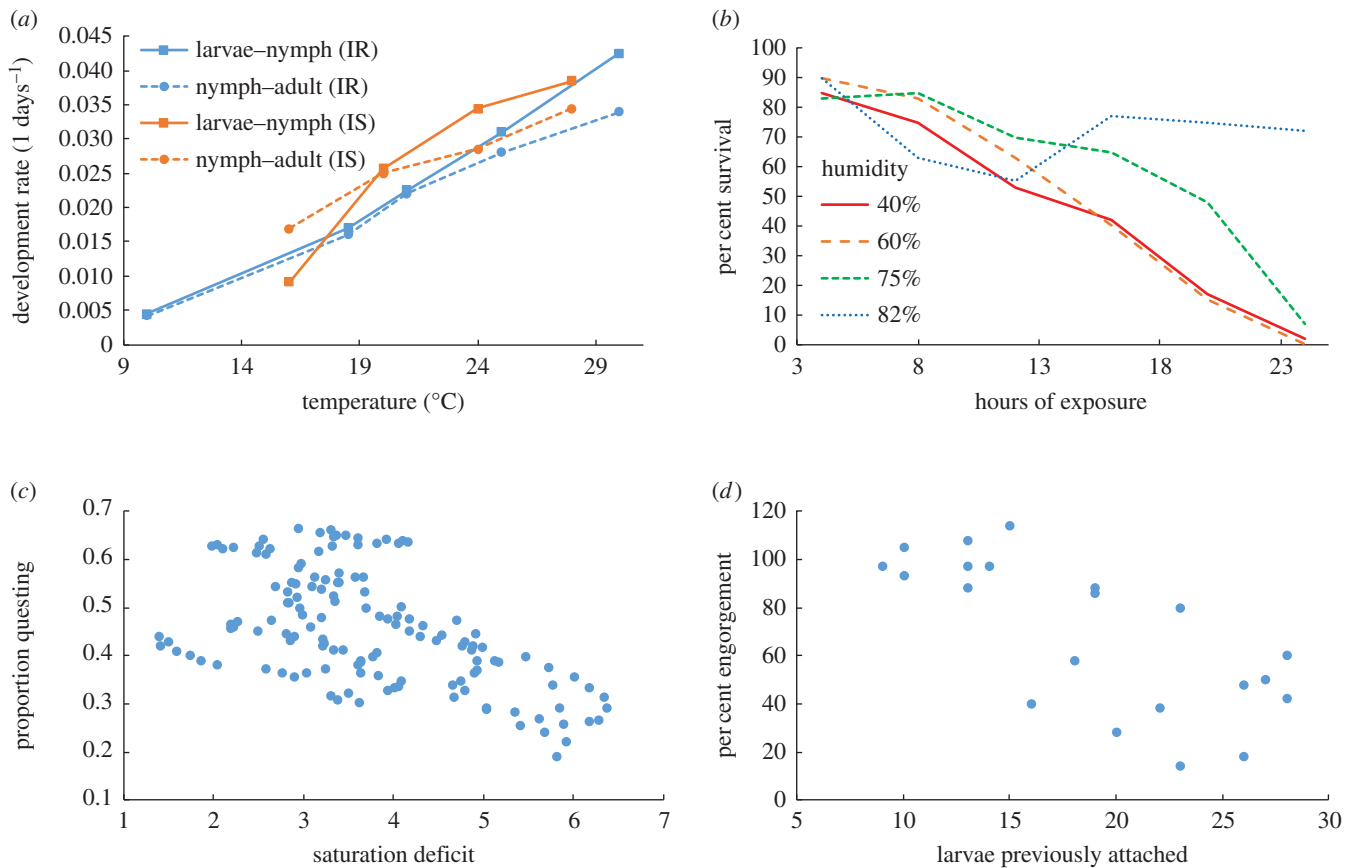 (a)
0.045
0.040
0.035
0.030
0.025
0.020
0.015
0.010
0.005
0
development rate (1 days⁻¹)
larvae–nymph (IR)
nymph–adult (IR)
larvae–nymph (IS)
nymph–adult (IS)
9 14 19 24 29
temperature (°C)
(b)
100
90
80
70
60
50
40
30
20
10
0
per cent survival
humidity
40%
60%
75%
82%
3 8 13 18 23
hours of exposure
(c)
0.7
0.6
0.5
0.4
0.3
0.2
0.1
proportion questing
1 2 3 4 5 6 7
saturation deficit
(d)
120
100
80
60
40
20
0
per cent engorgement
5 10 15 20 25 30
larvae previously attached